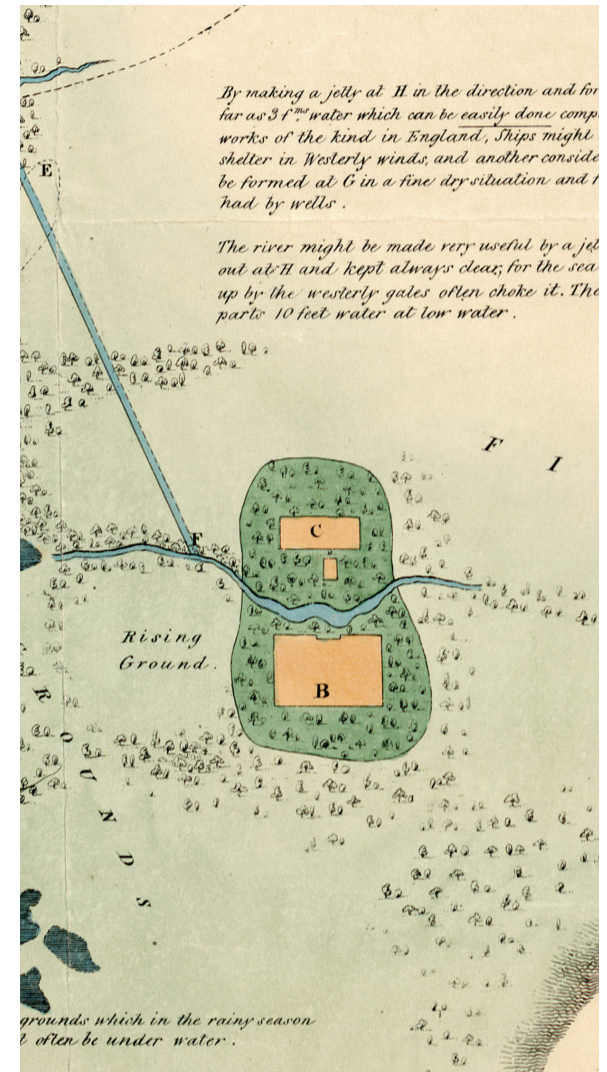 By making a jelly at H in the direction and for
far as 3 f.ms water which can be easily done comp
works of the kind in England, Ships might
shelter in Westerly winds, and another conside
be formed at G in a fine dry situation and
had by wells .
The river might be made very useful by a jet
out at H and kept always clear, for the sea
up by the westerly gales often choke it. The
parts 10 feet water at low water .
E
F I
F
C
Rising
Ground .
B
ROUNDS.
grounds which in the rainy season
often be under water .